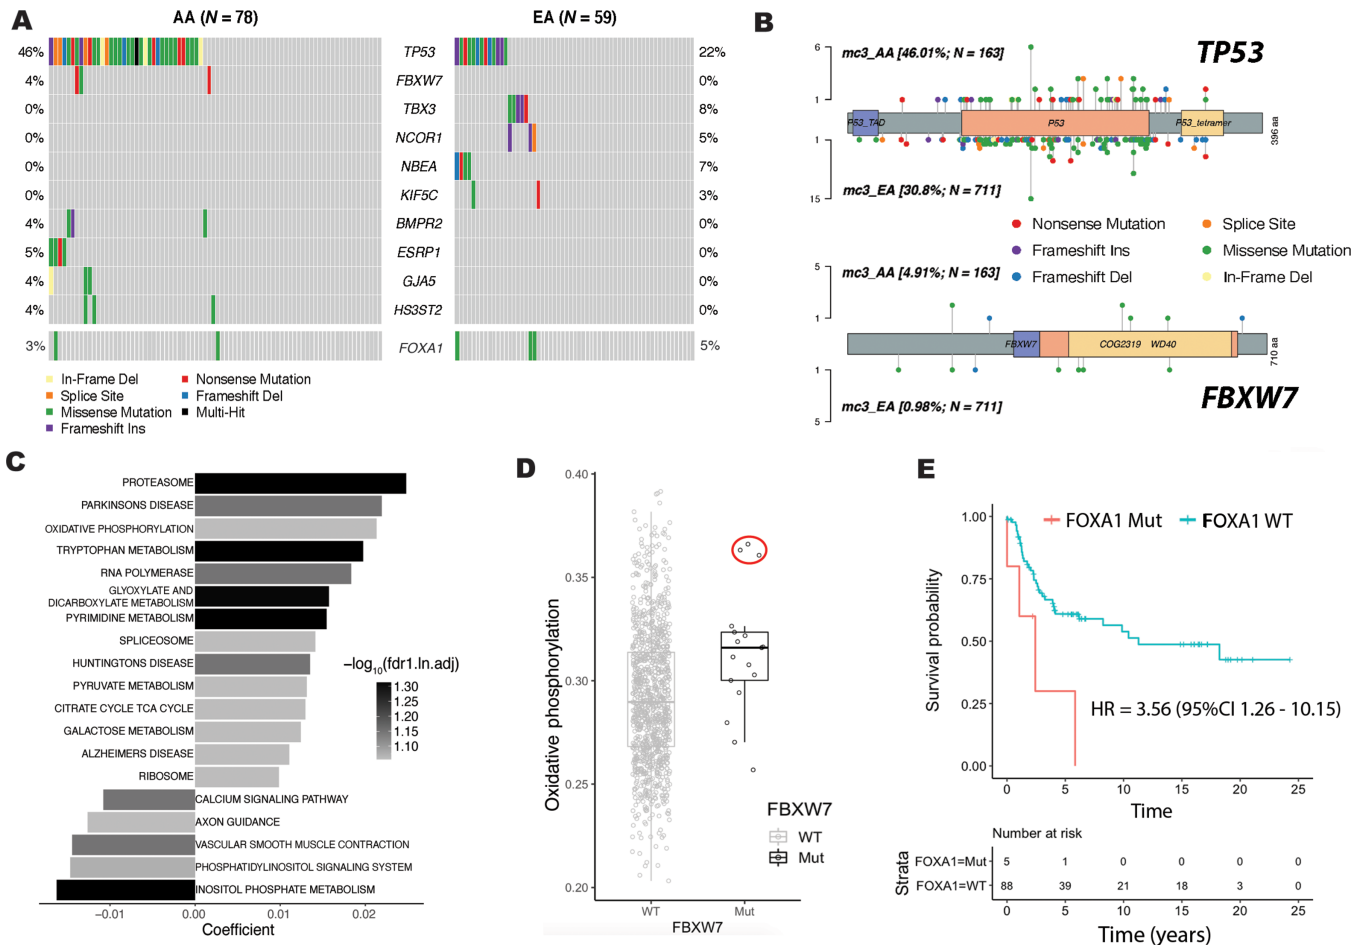 A
AA (N = 78)
EA (N = 59)
46% TP53 22%
4% FBXW7 0%
0% TBX3 8%
0% NCOR1 5%
0% NBEA 7%
0% KIF5C 3%
4% BMPR2 0%
5% ESRP1 0%
4% GJA5 0%
4% HS3ST2 0%
3% FOXA1 5%
In-Frame Del Nonsense Mutation
Splice Site Frameshift Del
Missense Mutation Multi-Hit
Frameshift Ins
B
6
mc3_AA [46.01%; N = 163]
TP53
1
P53_TAD P53 P53_tetramer
396 aa
1
mc3_EA [30.8%; N = 711]
15
Nonsense Mutation Splice Site
Frameshift Ins Missense Mutation
Frameshift Del In-Frame Del
5
mc3_AA [4.91%; N = 163]
1
FBXW7 COG2319 WD40
710 aa
1
mc3_EA [0.98%; N = 711]
FBXW7
5
C
PROTEASOME
PARKINSONS DISEASE
OXIDATIVE PHOSPHORYLATION
TRYPTOPHAN METABOLISM
RNA POLYMERASE
GLYOXYLATE AND
DICARBOXYLATE METABOLISM
PYRIMIDINE METABOLISM
SPLICEOSOME
HUNTINGTONS DISEASE
PYRUVATE METABOLISM
CITRATE CYCLE TCA CYCLE
GALACTOSE METABOLISM
ALZHEIMERS DISEASE
RIBOSOME
CALCIUM SIGNALING PATHWAY
AXON GUIDANCE
VASCULAR SMOOTH MUSCLE CONTRACTION
PHOSPHATIDYLINOSITOL SIGNALING SYSTEM
INOSITOL PHOSPHATE METABOLISM
−log10(fdr1.ln.adj)
1.30
1.25
1.20
1.15
1.10
−0.01 0.00 0.01 0.02
Coefficient
D
0.40
0.35
0.30
0.25
0.20
Oxidative phosphorylation
FBXW7
WT
Mut
WT Mut
FBXW7
E
FOXA1 Mut FOXA1 WT
1.00
0.75
0.50
0.25
0.00
Survival probability
HR = 3.56 (95%CI 1.26 - 10.15)
0 5 10 15 20 25
Time
Number at risk
Strata
FOXA1=Mut 5 1 0 0 0 0
FOXA1=WT 88 39 21 18 3 0
0 5 10 15 20 25
Time (years)